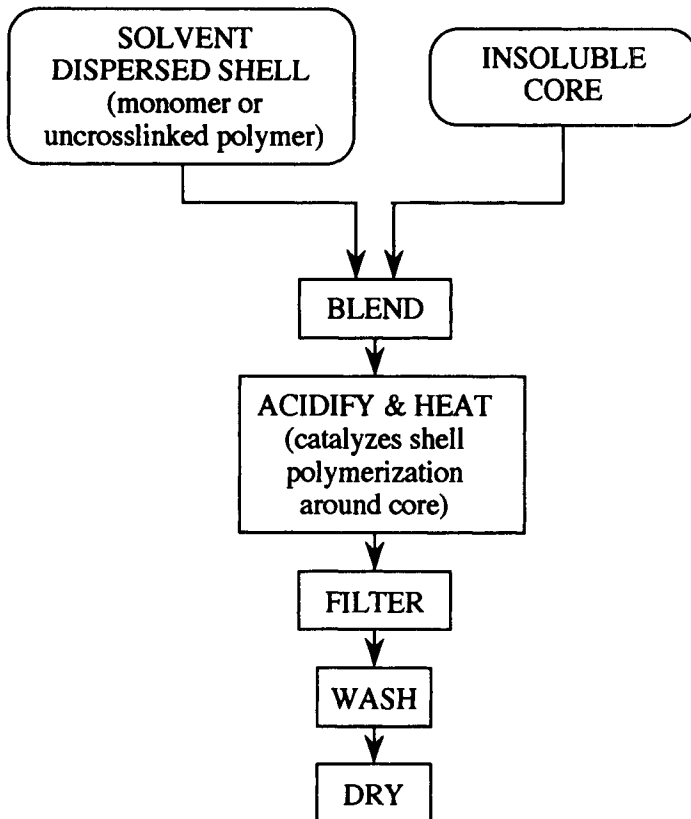 SOLVENT
DISPERSED SHELL
(monomer or
uncrosslinked polymer)
INSOLUBLE
CORE
BLEND
ACIDIFY & HEAT
(catalyzes shell
polymerization
around core)
FILTER
WASH
DRY